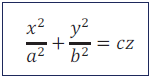 x²/a² + y²/b² = cz